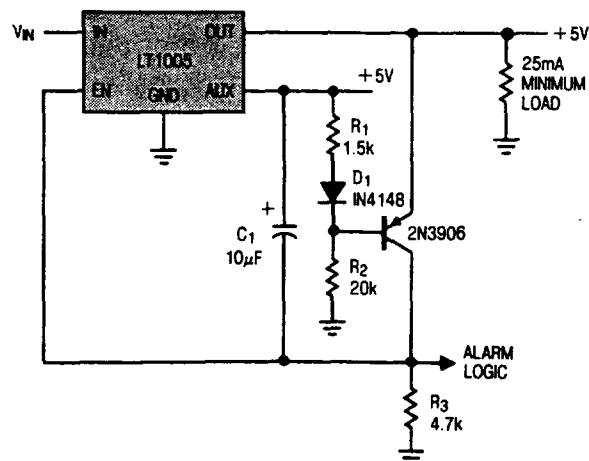 VIN
IN
OUT
LT1005
EN
GND
AUX
+5V
25mA
MINIMUM
LOAD
+5V
R1
1.5k
D1
IN4148
+
C1
10μF
2N3906
R2
20k
ALARM
LOGIC
R3
4.7k